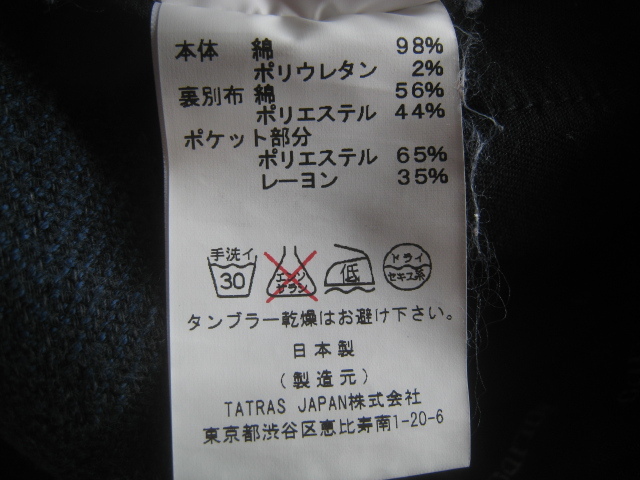 本体 綿 98%
ポリウレタン 2%
裏別布 綿 56%
ポリエステル 44%
ポケット部分
ポリエステル 65%
レーヨン 35%
手洗イ 30 エンソサラシ 低 ドライ セキユ系
タンブラー乾燥はお避け下さい。
日本製
(製造元)
TATRAS JAPAN株式会社
東京都渋谷区恵比寿南1-20-6